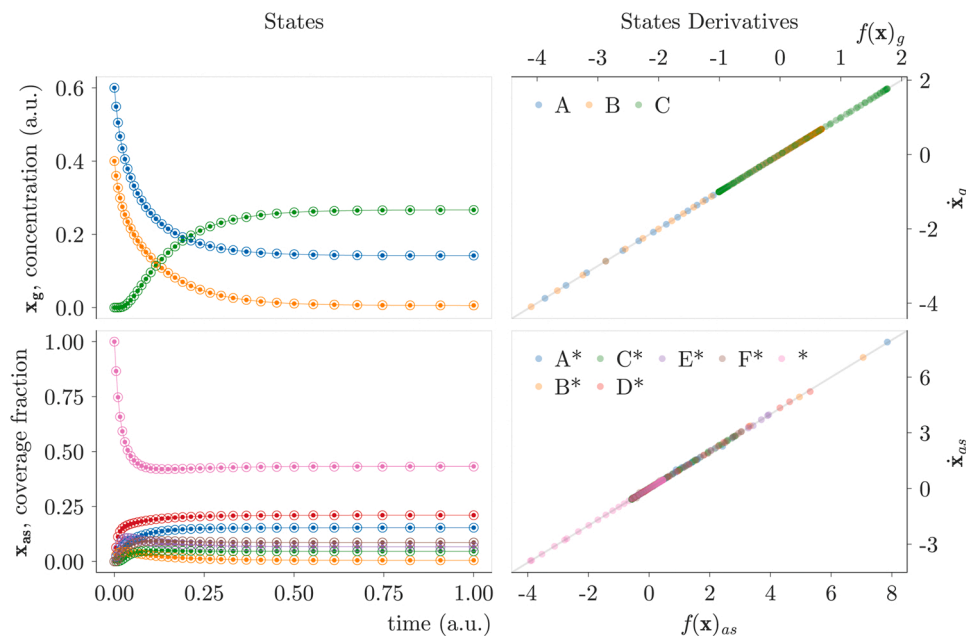 States
States Derivatives
f(x)g
-4 -3 -2 -1 0 1 2
0.6
0.4
0.2
0.0
xg, concentration (a.u.)
A B C
2
0
-2
-4
ẋg
1.00
0.75
0.50
0.25
0.00
xas, coverage fraction
0.00 0.25 0.50 0.75 1.00
time (a.u.)
A* C* E* F* *
B* D*
6
3
0
-3
ẋas
-4 -2 0 2 4 6 8
f(x)as